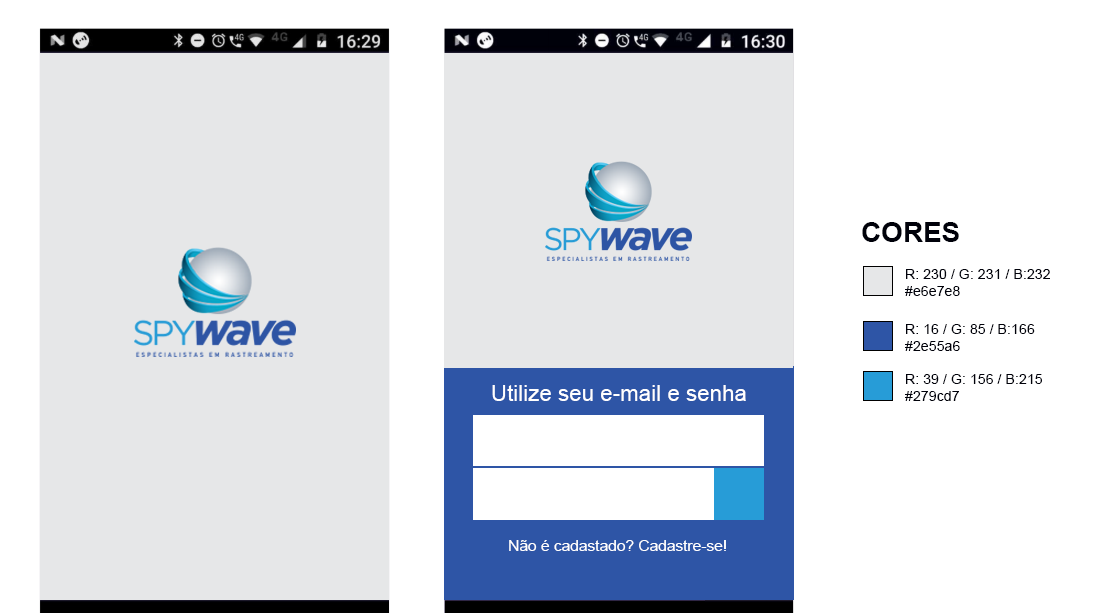 4G 4G 16:29
SPYWAVE
ESPECIALISTAS EM RASTREAMENTO
4G 4G 16:30
SPYWAVE
ESPECIALISTAS EM RASTREAMENTO
Utilize seu e-mail e senha
Não é cadastado? Cadastre-se!
CORES
R: 230 / G: 231 / B:232
#e6e7e8
R: 16 / G: 85 / B:166
#2e55a6
R: 39 / G: 156 / B:215
#279cd7